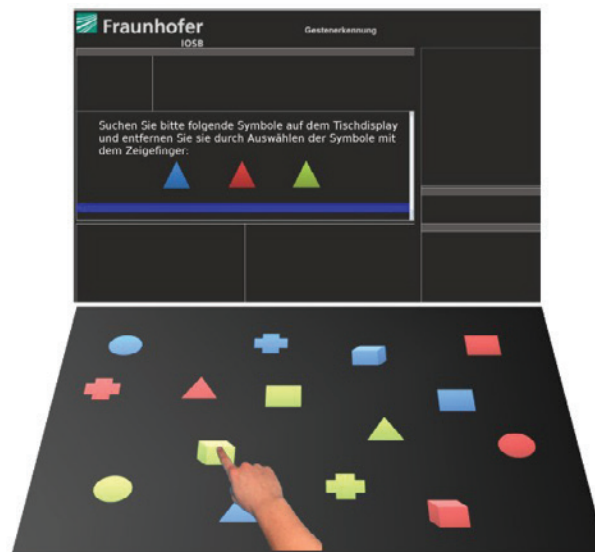 Fraunhofer
IOSB
Gestenerkennung
Suchen Sie bitte folgende Symbole auf dem Tischdisplay
und entfernen Sie sie durch Auswählen der Symbole mit
dem Zeigefinger: